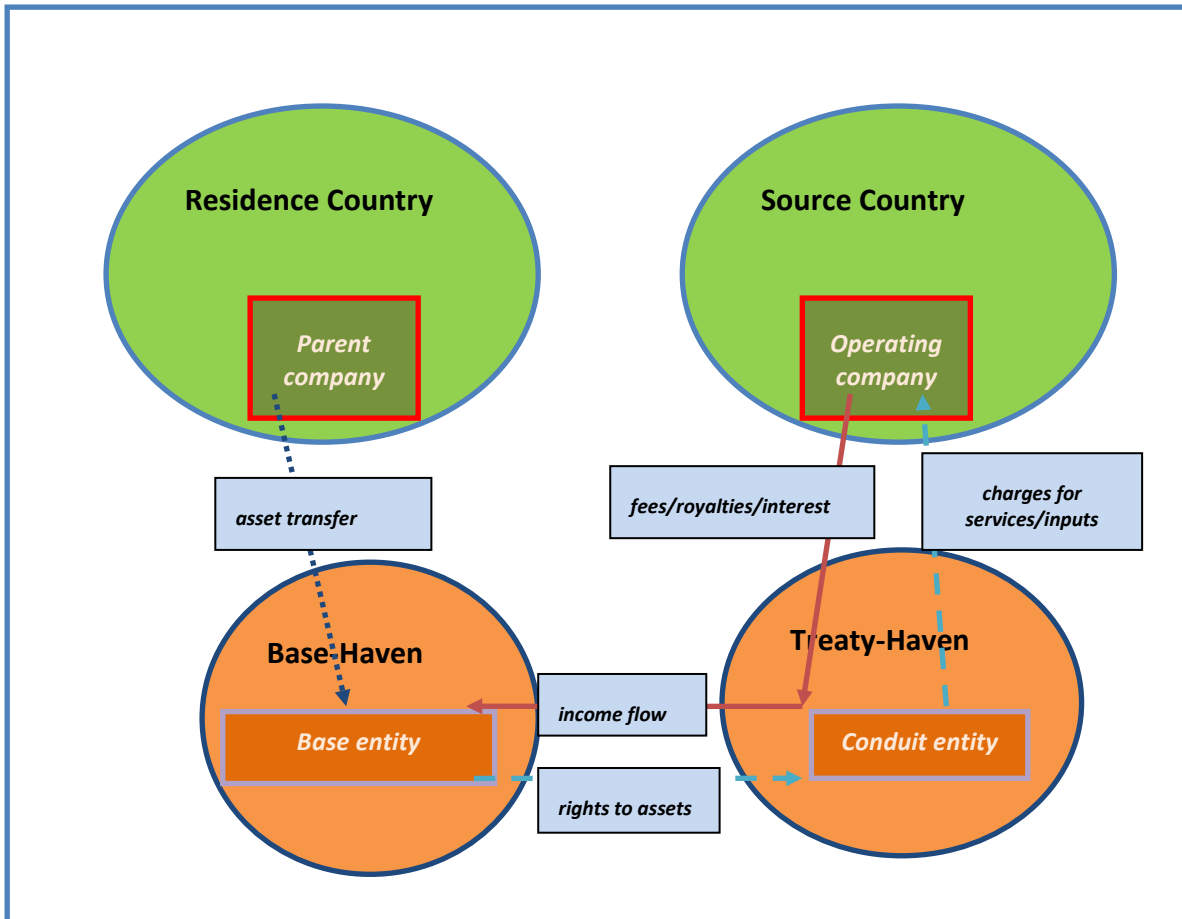 Residence Country
Source Country
Parent
company
Operating
company
asset transfer
fees/royalties/interest
charges for
services/inputs
Base-Haven
Treaty-Haven
income flow
Base entity
Conduit entity
rights to assets